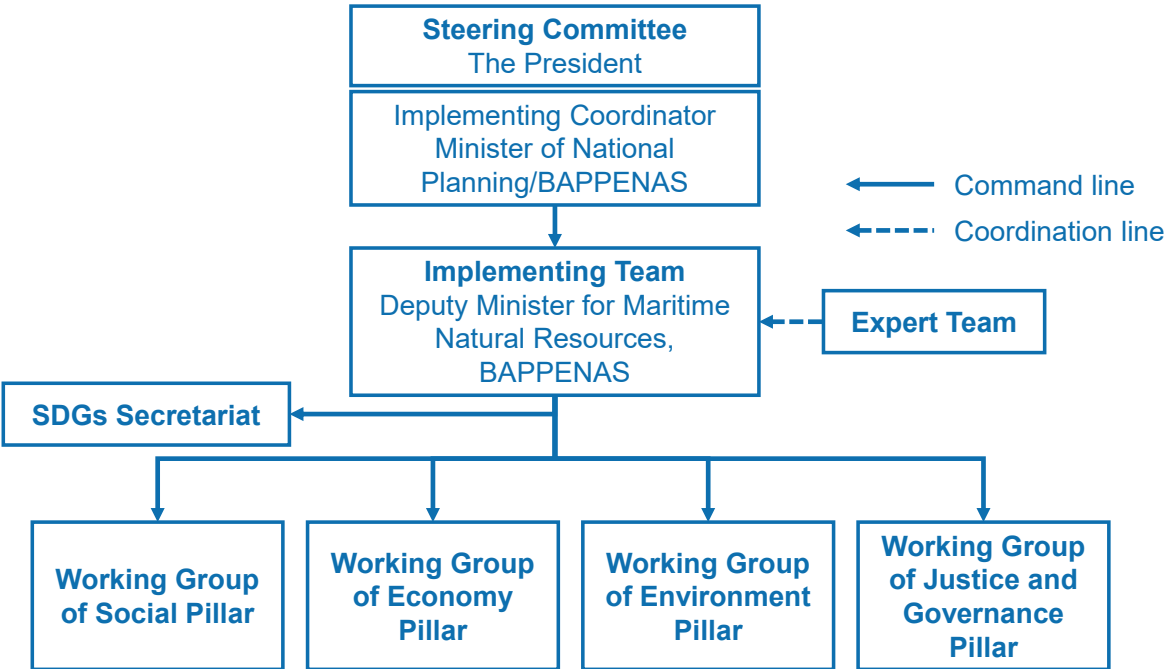 Steering Committee
The President
Implementing Coordinator
Minister of National
Planning/BAPPENAS
Command line
Coordination line
Implementing Team
Deputy Minister for Maritime
Natural Resources,
BAPPENAS
Expert Team
SDGs Secretariat
Working Group
of Social Pillar
Working Group
of Economy
Pillar
Working Group
of Environment
Pillar
Working Group
of Justice and
Governance
Pillar